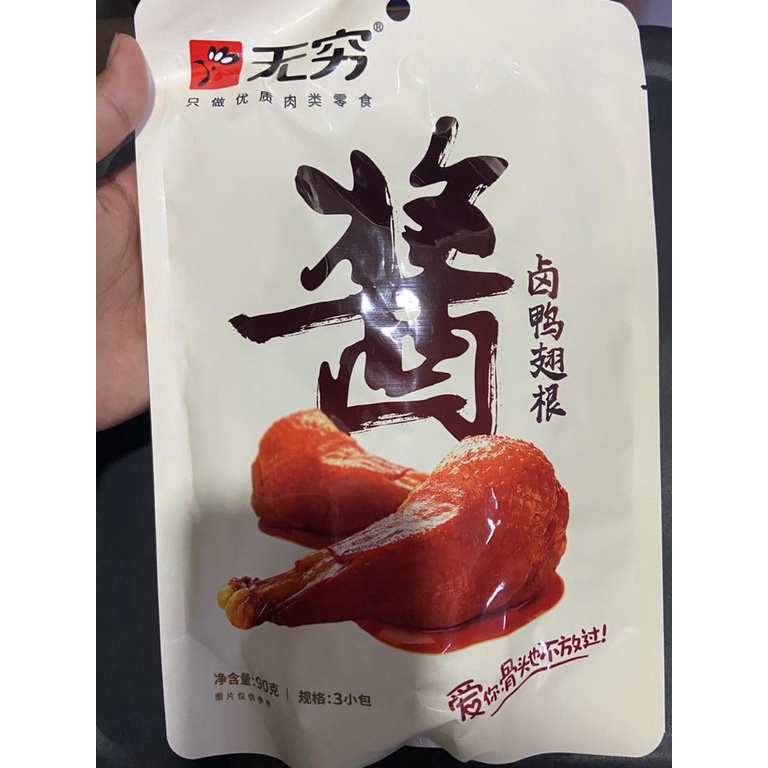 无穷®
只做优质肉类零食
酱
卤鸭翅根
爱你,骨头也不放过!
净含量:90克 | 规格:3小包
图片仅供参考